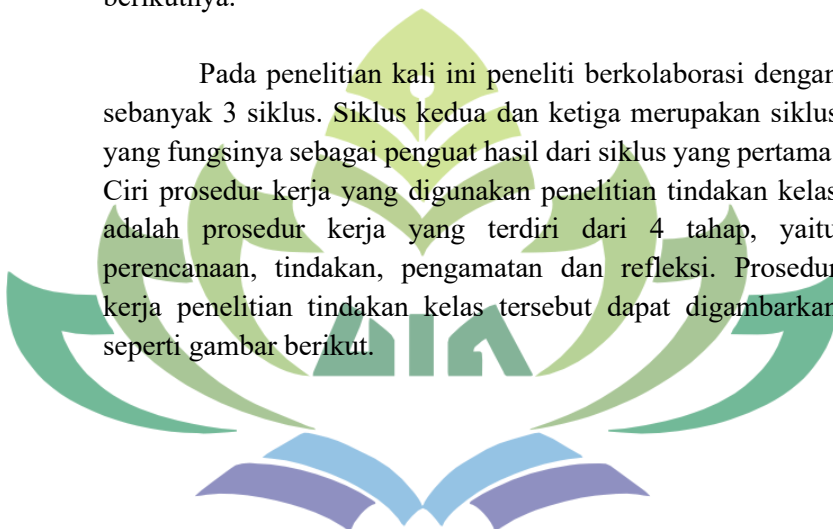 berikutnya.
Pada penelitian kali ini peneliti berkolaborasi dengan
sebanyak 3 siklus. Siklus kedua dan ketiga merupakan siklus
yang fungsinya sebagai penguat hasil dari siklus yang pertama
Ciri prosedur kerja yang digunakan penelitian tindakan kelas
adalah prosedur kerja yang terdiri dari 4 tahap, yaitu
perencanaan, tindakan, pengamatan dan refleksi. Prosedur
kerja penelitian tindakan kelas tersebut dapat digambarkan
seperti gambar berikut.